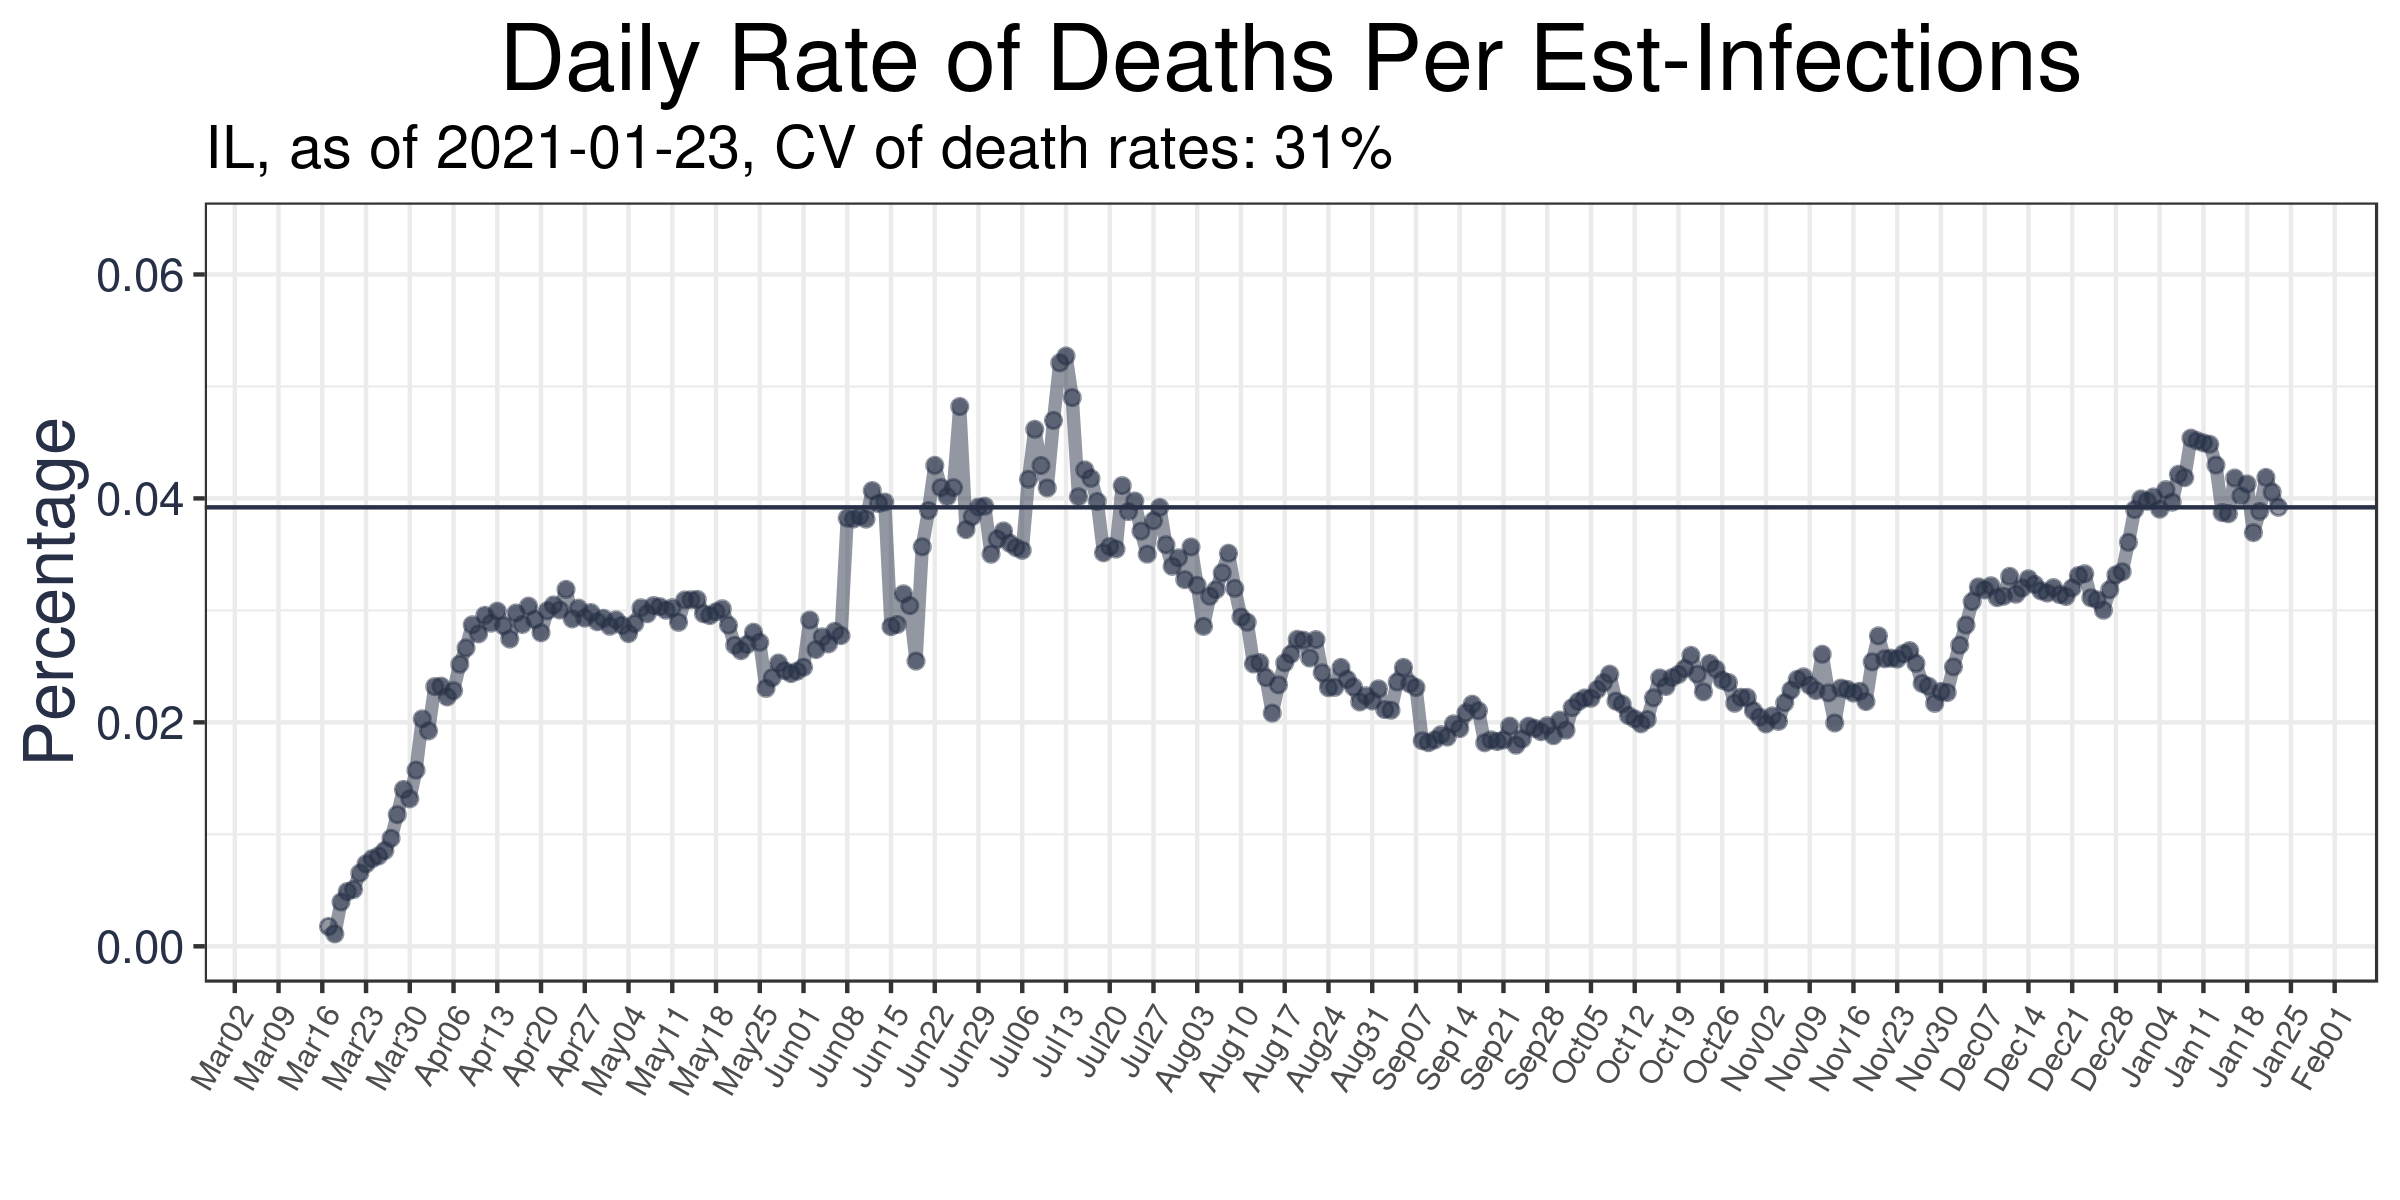 Daily Rate of Deaths Per Est-Infections
IL, as of 2021-01-23, CV of death rates: 31%
Percentage
0.06
0.04
0.02
0.00
Mar02
Mar09
Mar16
Mar23
Mar30
Apr06
Apr13
Apr20
Apr27
May04
May11
May18
May25
Jun01
Jun08
Jun15
Jun22
Jun29
Jul06
Jul13
Jul20
Jul27
Aug03
Aug10
Aug17
Aug24
Aug31
Sep07
Sep14
Sep21
Sep28
Oct05
Oct12
Oct19
Oct26
Nov02
Nov09
Nov16
Nov23
Nov30
Dec07
Dec14
Dec21
Dec28
Jan04
Jan11
Jan18
Jan25
Feb01